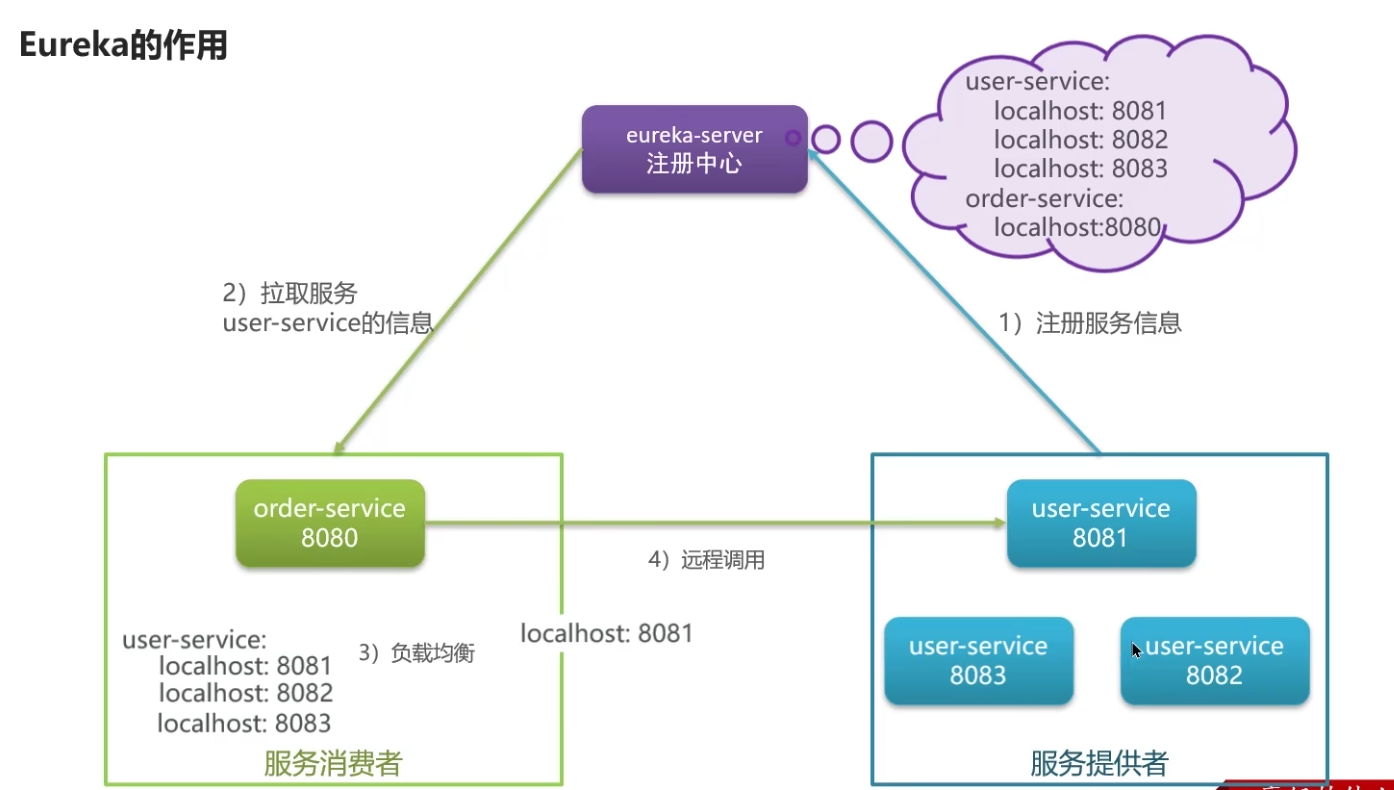 Eureka的作用
eureka-server
注册中心
user-service:
localhost: 8081
localhost: 8082
localhost: 8083
order-service:
localhost:8080
2）拉取服务
user-service的信息
1）注册服务信息
order-service
8080
4）远程调用
user-service
8081
user-service:
localhost: 8081
localhost: 8082
localhost: 8083
3）负载均衡
localhost: 8081
user-service
8083
user-service
8082
服务消费者
服务提供者